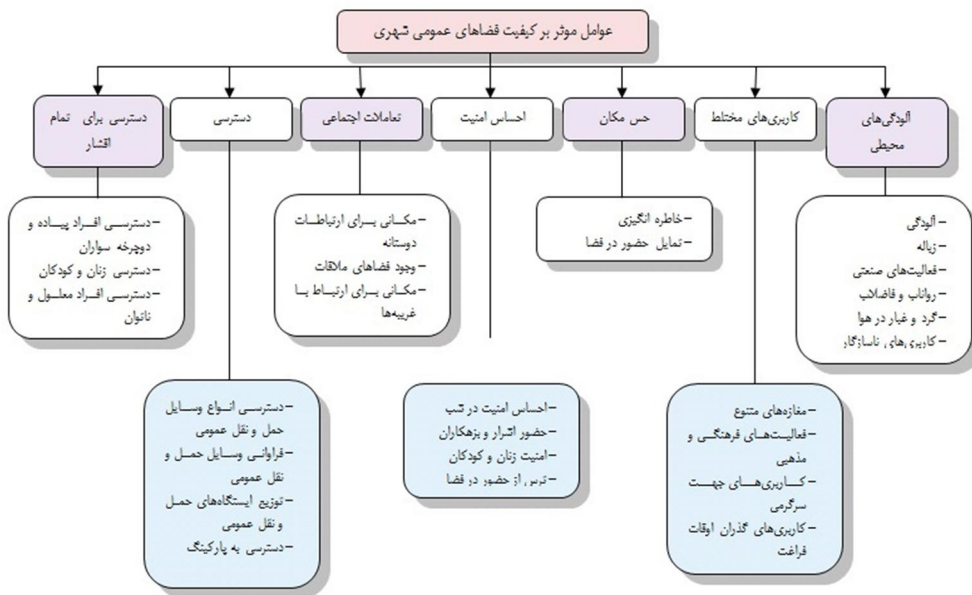 عوامل موثر بر کیفیت فضاهای عمومی شهری
آلودگی‌های
محیطی
کاربری‌های مختلط
حس مکان
احساس امنیت
تعاملات اجتماعی
دسترسی
دسترسی برای تمام
اقشار
–آلودگی
–زباله
–فعالیت‌های صنعتی
–رواناب و فاضلاب
–گرد و غبار در هوا
–کاربری‌های ناسازگار
–خاطره انگیزی
–تمایل حضور در فضا
–مکانی برای ارتباطات
دوستانه
–وجود فضاهای ملاقات
–مکانی برای ارتباط با
غریبه‌ها
–دسترسی افراد پیاده و
دوچرخه سواران
–دسترسی زنان و کودکان
–دسترسی افراد معلول و
ناتوان
–مغازه‌های متنوع
–فعالیت‌های فرهنگی و
مذهبی
–کاربری‌های جهت
سرگرمی
–کاربری‌های گذران اوقات
فراغت
–احساس امنیت در شب
–حضور اشرار و بزهکاران
–امنیت زنان و کودکان
–ترس از حضور در فضا
–دسترسی انواع وسایل
حمل و نقل عمومی
–فراوانی وسایل حمل و
نقل عمومی
–توزیع ایستگاه‌های حمل
و نقل عمومی
–دسترسی به پارکینگ